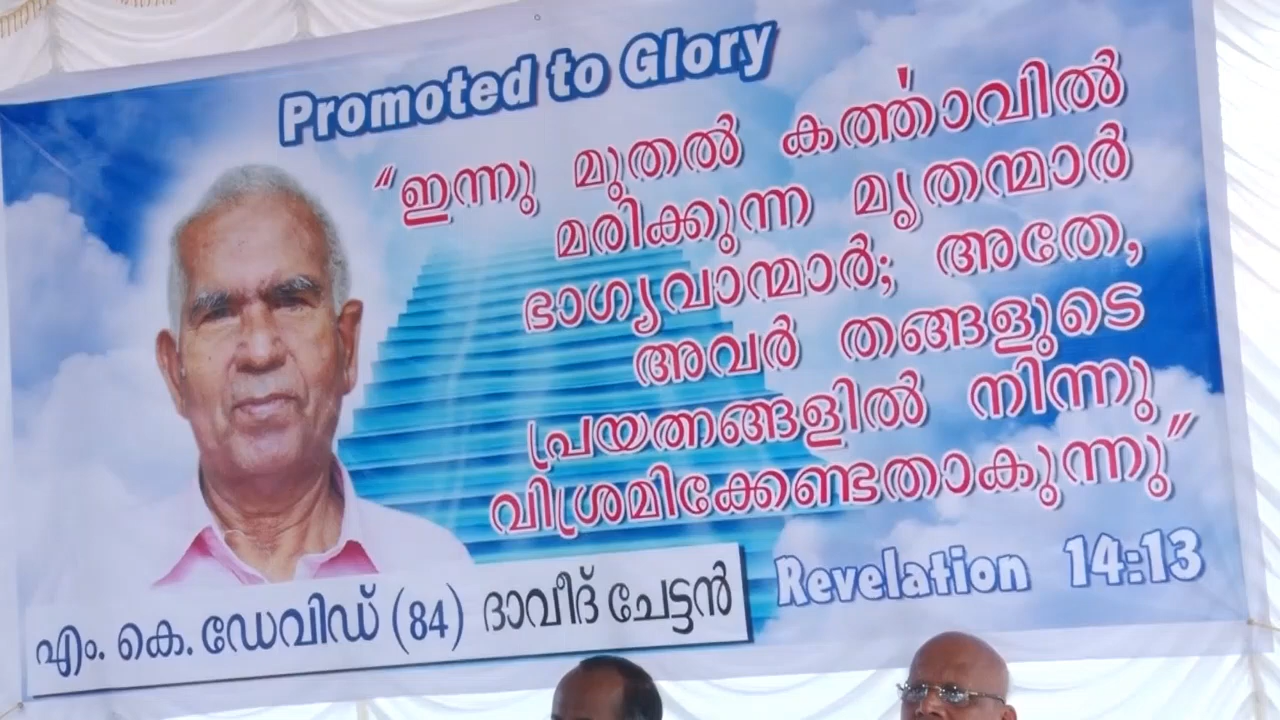 Promoted to Glory
“ഇന്നു മുതൽ കർത്താവിൽ
മരിക്കുന്ന മൃതന്മാർ
ഭാഗ്യവാന്മാർ; അതേ,
അവർ തങ്ങളുടെ
പ്രയത്നങ്ങളിൽ നിന്നു
വിശ്രമിക്കേണ്ടതാകുന്നു”
Revelation 14:13
എം. കെ. ഡേവിഡ് (84) ദാവീദ് ചേട്ടൻ